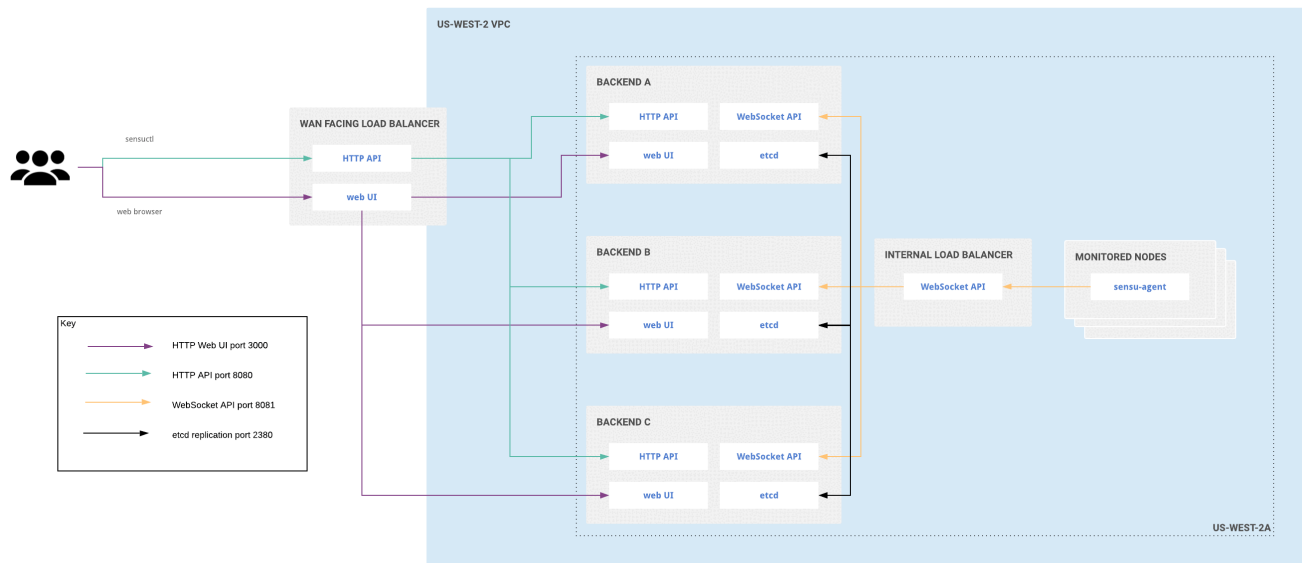 US-WEST-2 VPC
sensuctl
web browser
WAN FACING LOAD BALANCER
HTTP API
web UI
BACKEND A
HTTP API
WebSocket API
web UI
etcd
BACKEND B
HTTP API
WebSocket API
web UI
etcd
BACKEND C
HTTP API
WebSocket API
web UI
etcd
INTERNAL LOAD BALANCER
WebSocket API
MONITORED NODES
sensu-agent
US-WEST-2A
Key
HTTP Web UI port 3000
HTTP API port 8080
WebSocket API port 8081
etcd replication port 2380